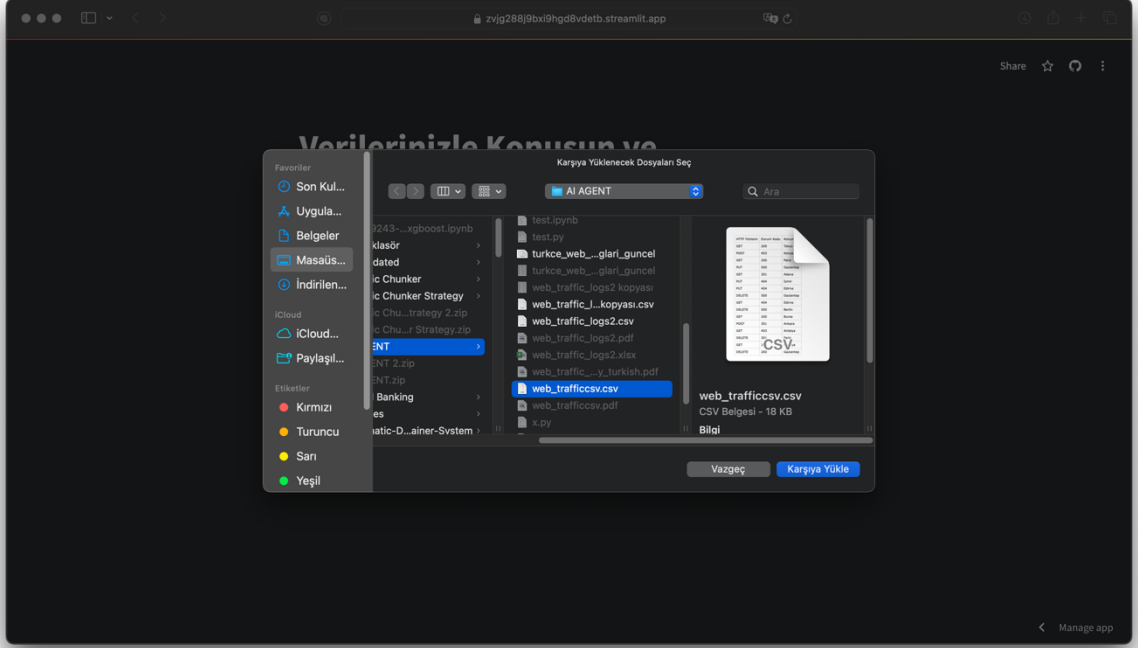 zvjg288j9bxi9hgd8vdetb.streamlit.app
Share
Verilerinizle Konuşun ve
Karşıya Yüklenecek Dosyaları Seç
Favoriler
Son Kul...
Uygula...
Belgeler
Masaüs...
İndirilen...
iCloud
iCloud...
Paylaşıl...
Etiketler
Kırmızı
Turuncu
Sarı
Yeşil
AI AGENT
Ara
9243-...xgboost.ipynb
klasör
dated
ic Chunker
ic Chunker Strategy
ic Chu...trategy 2.zip
ic Chu...r Strategy.zip
ENT
ENT 2.zip
ENT.zip
Banking
es
atic-D...ainer-System
test.ipynb
test.py
turkce_web_...glari_guncel
turkce_web_...glari_guncel
web_traffic_logs2 kopyası
web_traffic_l...kopyası.csv
web_traffic_logs2.csv
web_traffic_logs2.pdf
web_traffic_logs2.xlsx
web_traffic_...y_turkish.pdf
web_trafficcsv.csv
web_trafficcsv.pdf
x.py
CSV
web_trafficcsv.csv
CSV Belgesi - 18 KB
Bilgi
Vazgeç
Karşıya Yükle
Manage app